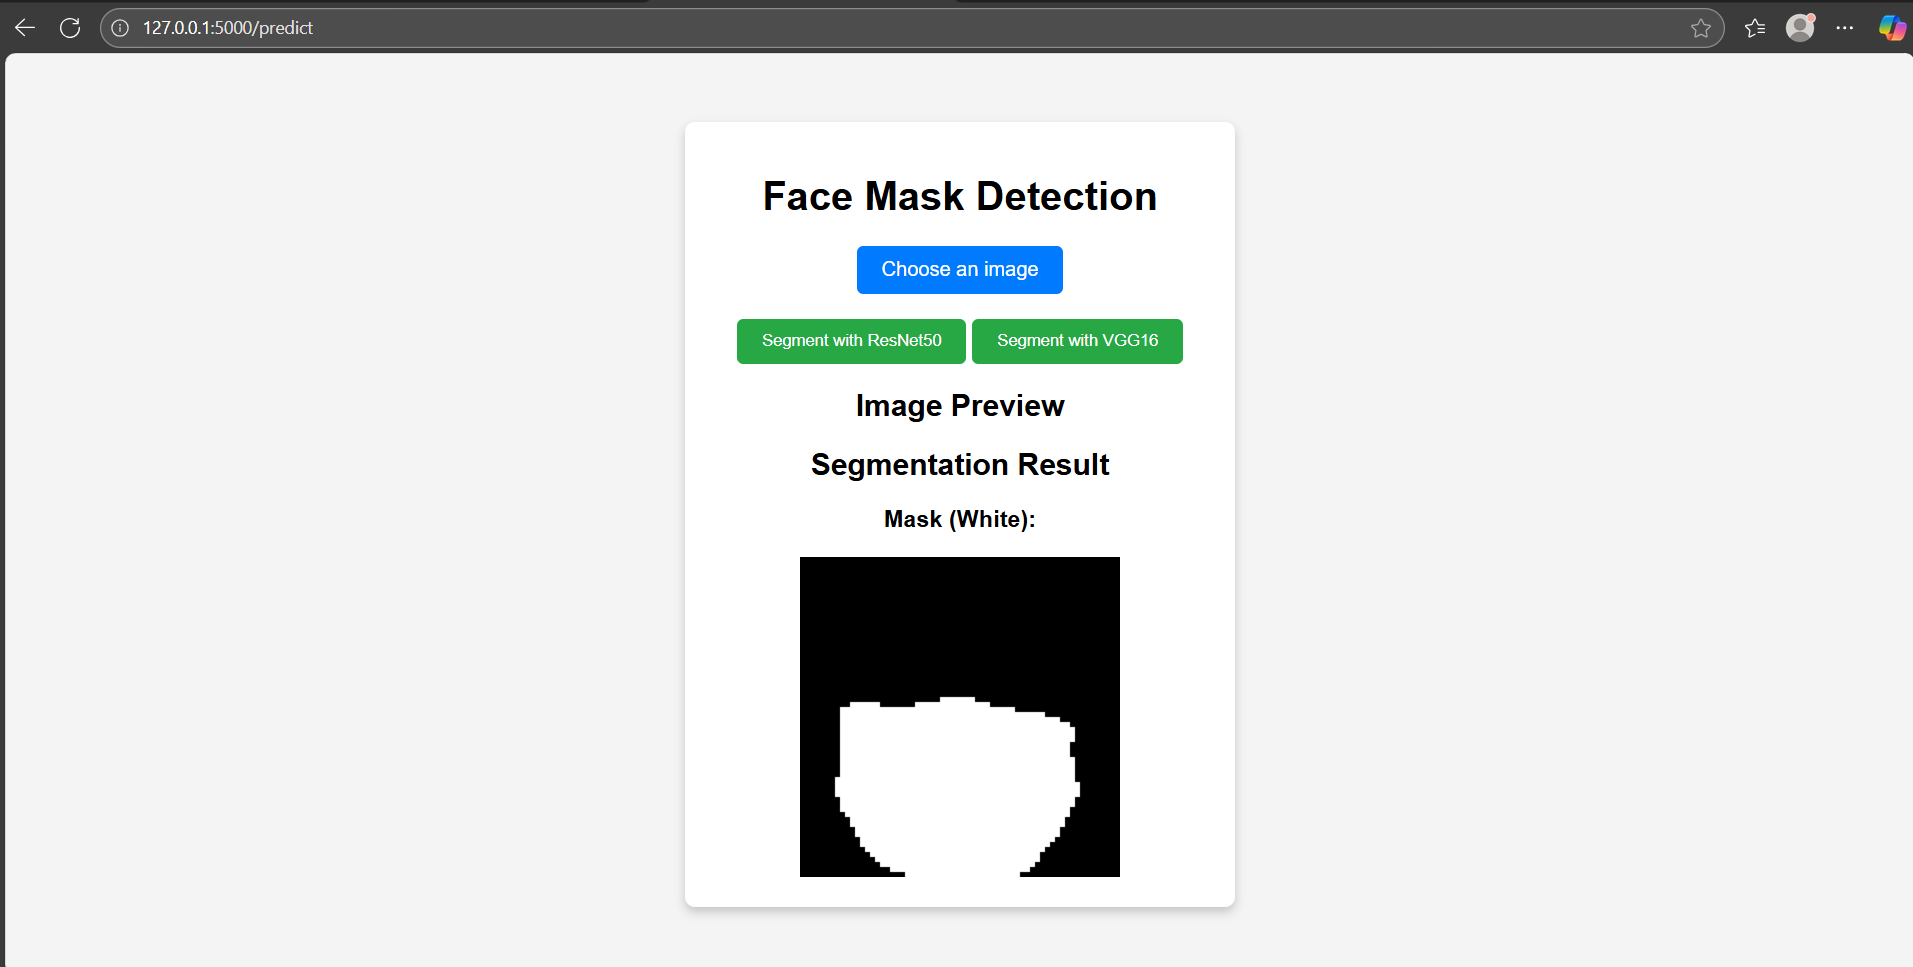 127.0.0.1:5000/predict
Face Mask Detection
Choose an image
Segment with ResNet50 Segment with VGG16
Image Preview
Segmentation Result
Mask (White):